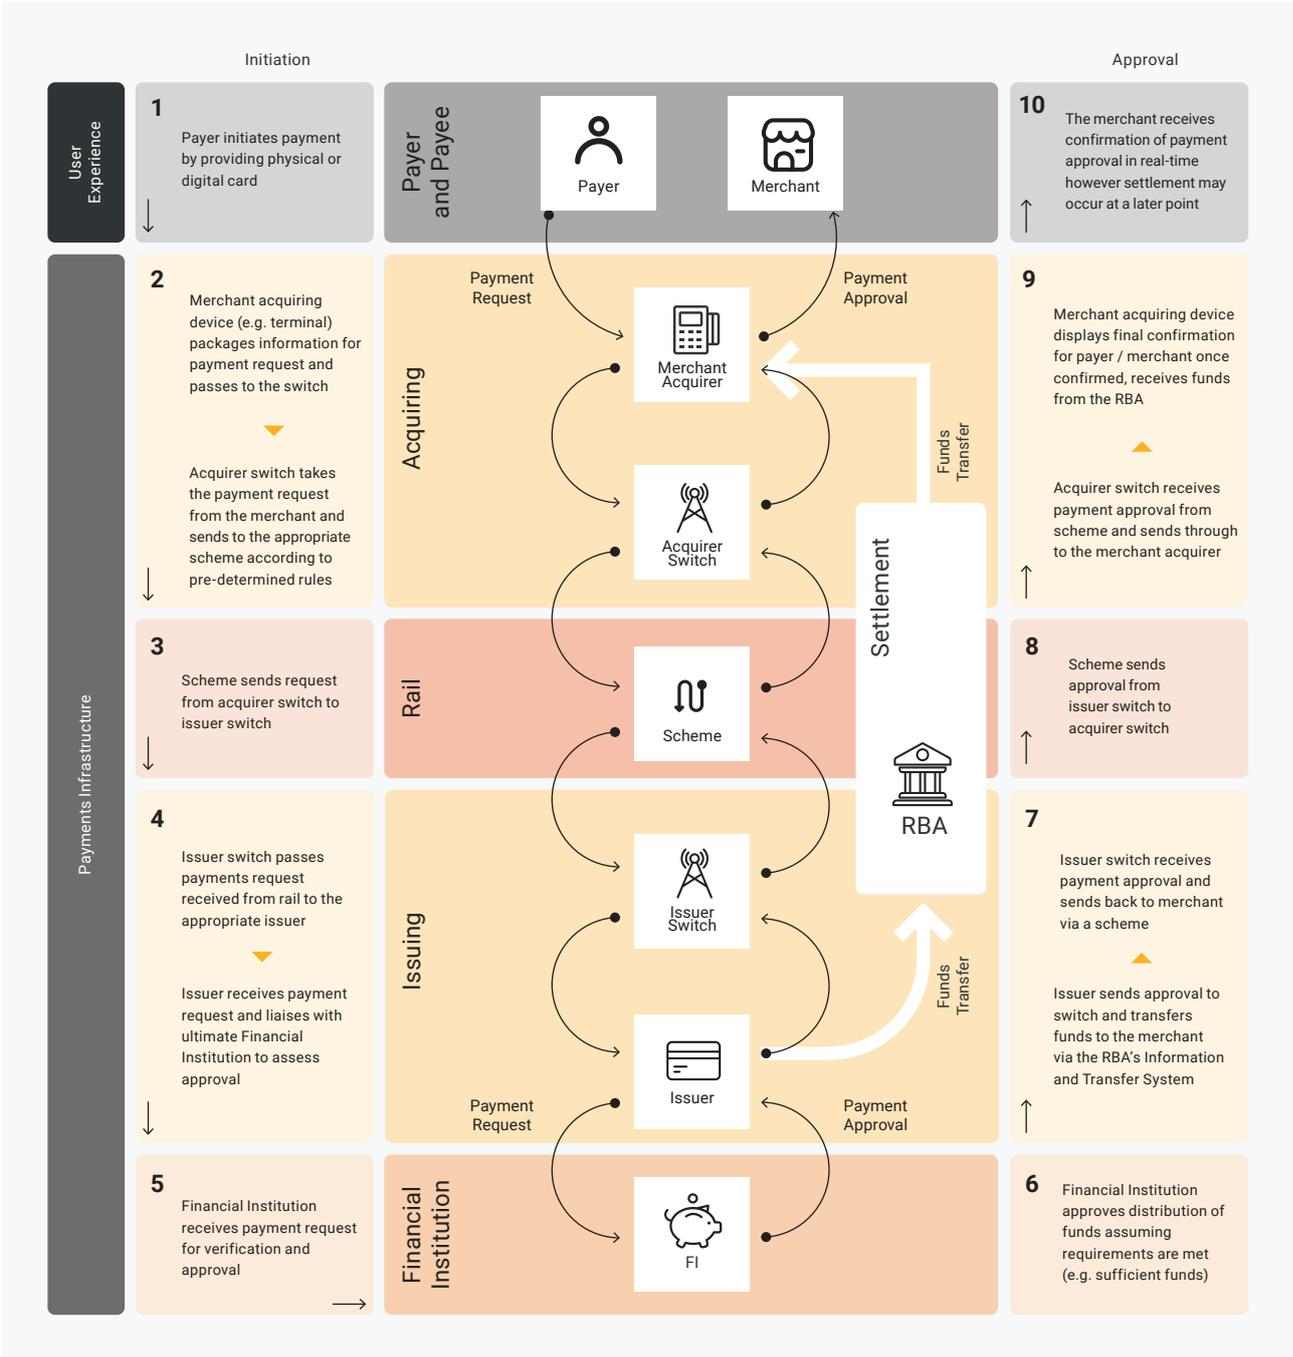 Initiation
Approval
User
Experience
1
Payer initiates payment
by providing physical or
digital card
Payer
and Payee
Payer
Merchant
10
The merchant receives
confirmation of payment
approval in real-time
however settlement may
occur at a later point
Payments Infrastructure
2
Merchant acquiring
device (e.g. terminal)
packages information for
payment request and
passes to the switch
Acquirer switch takes
the payment request
from the merchant and
sends to the appropriate
scheme according to
pre-determined rules
Acquiring
Payment
Request
Payment
Approval
Merchant
Acquirer
Funds
Transfer
Acquirer
Switch
9
Merchant acquiring device
displays final confirmation
for payer / merchant once
confirmed, receives funds
from the RBA
Acquirer switch receives
payment approval from
scheme and sends through
to the merchant acquirer
3
Scheme sends request
from acquirer switch to
issuer switch
Rail
Scheme
Settlement
RBA
8
Scheme sends
approval from
issuer switch to
acquirer switch
4
Issuer switch passes
payments request
received from rail to the
appropriate issuer
Issuer receives payment
request and liaises with
ultimate Financial
Institution to assess
approval
Issuing
Issuer
Switch
Funds
Transfer
Issuer
Payment
Request
Payment
Approval
7
Issuer switch receives
payment approval and
sends back to merchant
via a scheme
Issuer sends approval to
switch and transfers
funds to the merchant
via the RBA’s Information
and Transfer System
5
Financial Institution
receives payment request
for verification and
approval
Financial
Institution
FI
6
Financial Institution
approves distribution of
funds assuming
requirements are met
(e.g. sufficient funds)